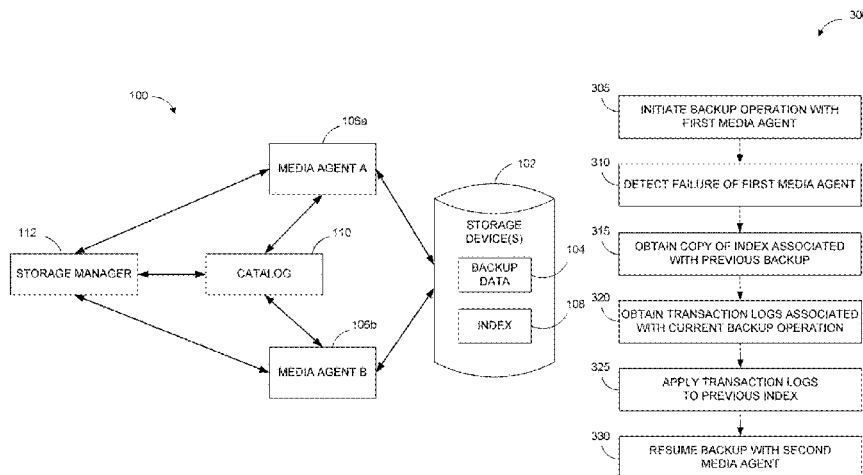 30
100
106a
MEDIA AGENT A
112
STORAGE MANAGER
110
CATALOG
106b
MEDIA AGENT B
102
STORAGE
DEVICE(S)
BACKUP
DATA
104
INDEX
108
305
INITIATE BACKUP OPERATION WITH
FIRST MEDIA AGENT
310
DETECT FAILURE OF FIRST MEDIA AGENT
315
OBTAIN COPY OF INDEX ASSOCIATED
WITH PREVIOUS BACKUP
320
OBTAIN TRANSACTION LOGS ASSOCIATED
WITH CURRENT BACKUP OPERATION
325
APPLY TRANSACTION LOGS
TO PREVIOUS INDEX
330
RESUME BACKUP WITH SECOND
MEDIA AGENT